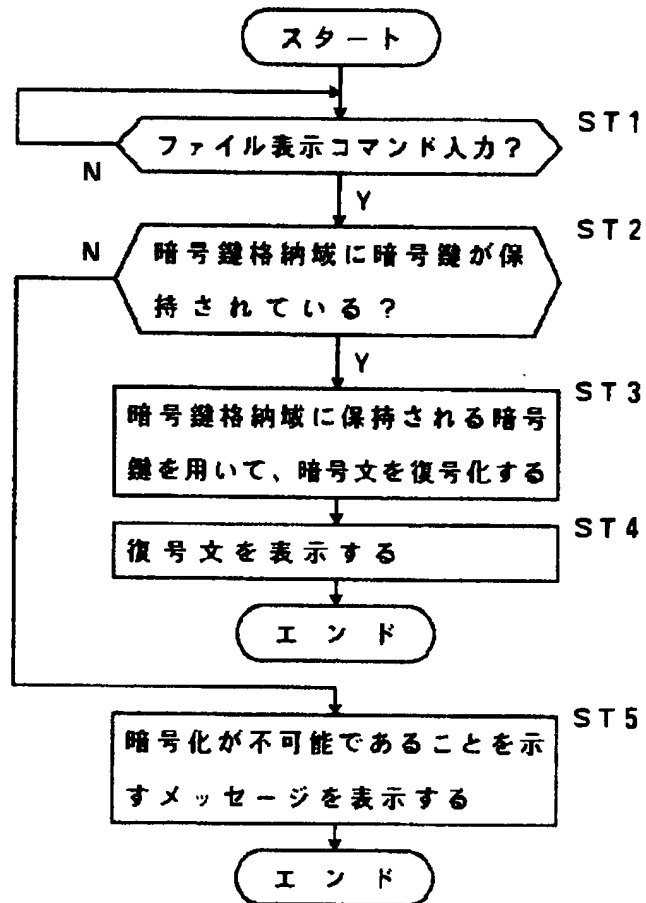 スタート
ST1
ファイル表示コマンド入力?
N
Y
ST2
N
暗号鍵格納域に暗号鍵が保
持されている?
Y
ST3
暗号鍵格納域に保持される暗号
鍵を用いて、暗号文を復号化する
ST4
復号文を表示する
エンド
ST5
暗号化が不可能であることを示
すメッセージを表示する
エンド